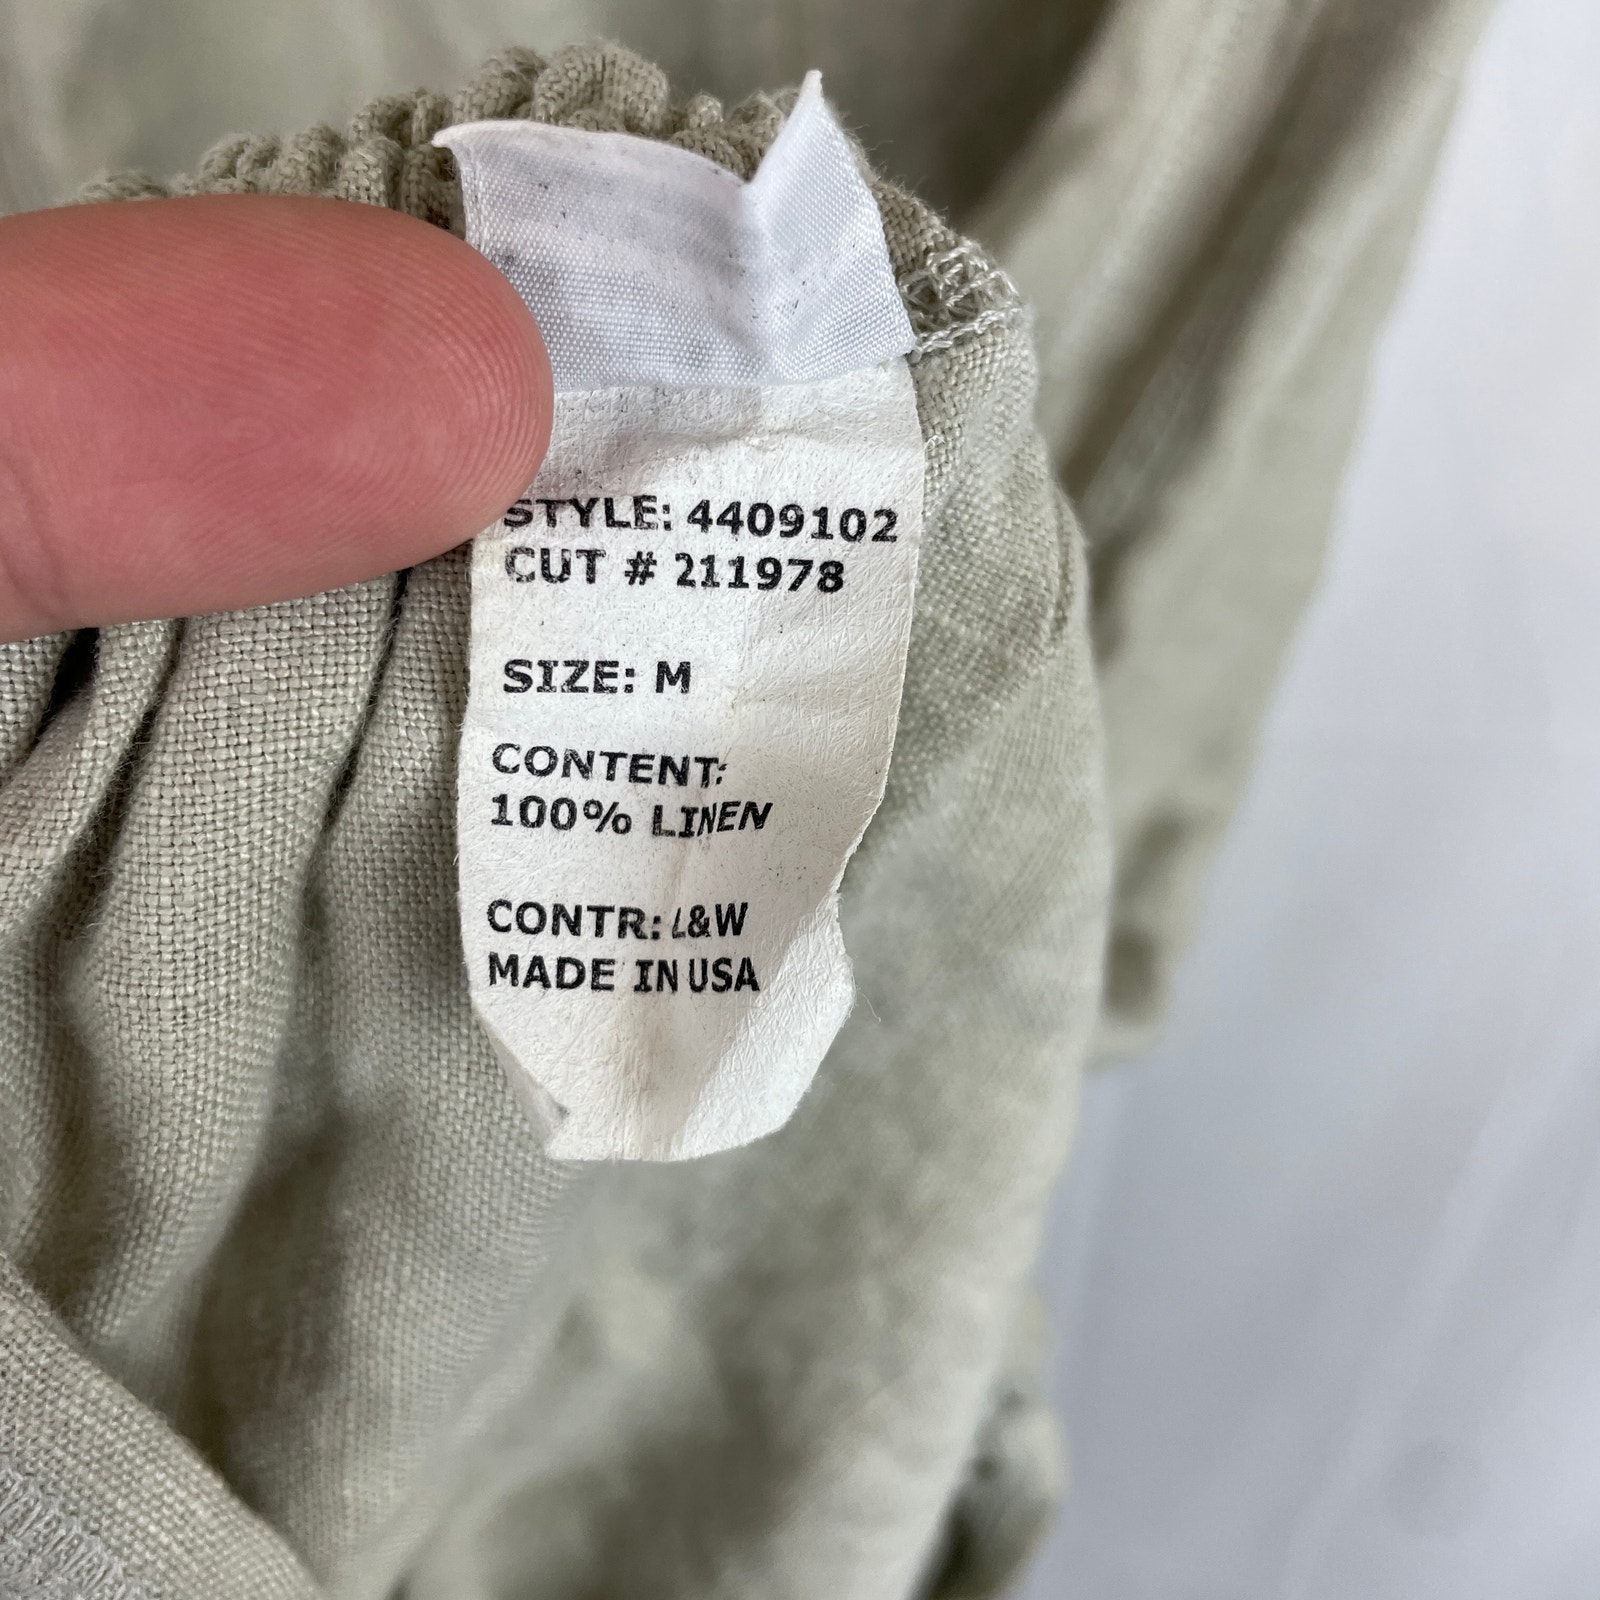 STYLE: 4409102
CUT # 211978
SIZE: M
CONTENT:
100% LINEN
CONTR: L&W
MADE IN USA